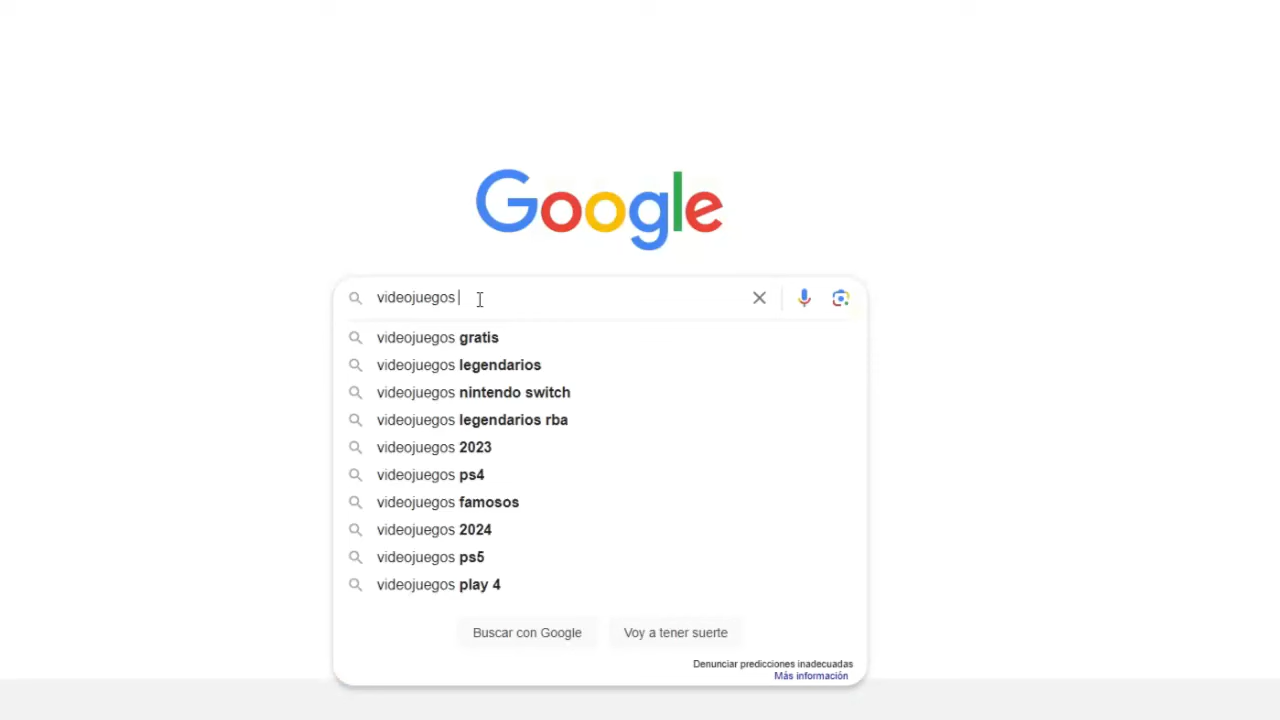 Google
videojuegos
videojuegos gratis
videojuegos legendarios
videojuegos nintendo switch
videojuegos legendarios rba
videojuegos 2023
videojuegos ps4
videojuegos famosos
videojuegos 2024
videojuegos ps5
videojuegos play 4
Buscar con Google Voy a tener suerte
Denunciar predicciones inadecuadas
Más información